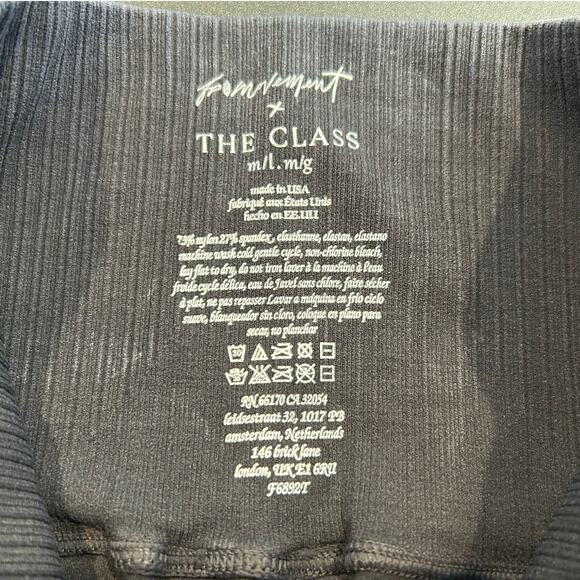 fp movement
x
THE CLASS
m/l . m/g
made in USA
fabriqué aux États Unis
hecho en EE.UU
73% nylon 27% spandex, elasthanne, elastan, elastano
machine wash cold gentle cycle, non-chlorine bleach,
lay flat to dry, do not iron laver à la machine à l'eau
froide cycle délica, eau de Javel sans chlore, faire sécher
à plat, ne pas repasser Lavar a máquina en frío ciclo
suave, blanqueador sin cloro, coloque en plano para
secar, no planchar
30
RN 66170 CA 32054
leidsestraat 32, 1017 PB
amsterdam, Netherlands
146 brick lane
london, UK E1 6RU
F6892T